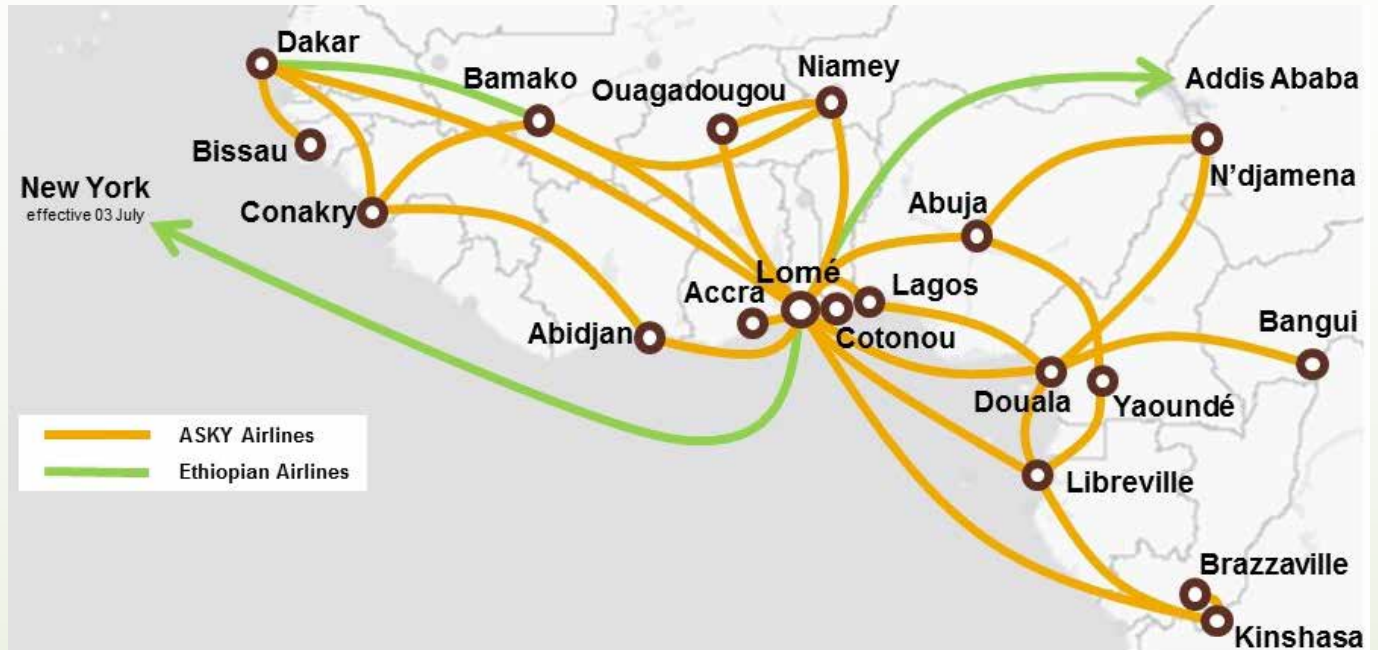 Dakar
Bamako
Ouagadougou
Niamey
Addis Ababa
Bissau
N'djamena
New York
effective 03 July
Conakry
Abuja
Lomé
Accra
Lagos
Abidjan
Cotonou
Bangui
Douala
Yaoundé
ASKY Airlines
Ethiopian Airlines
Libreville
Brazzaville
Kinshasa